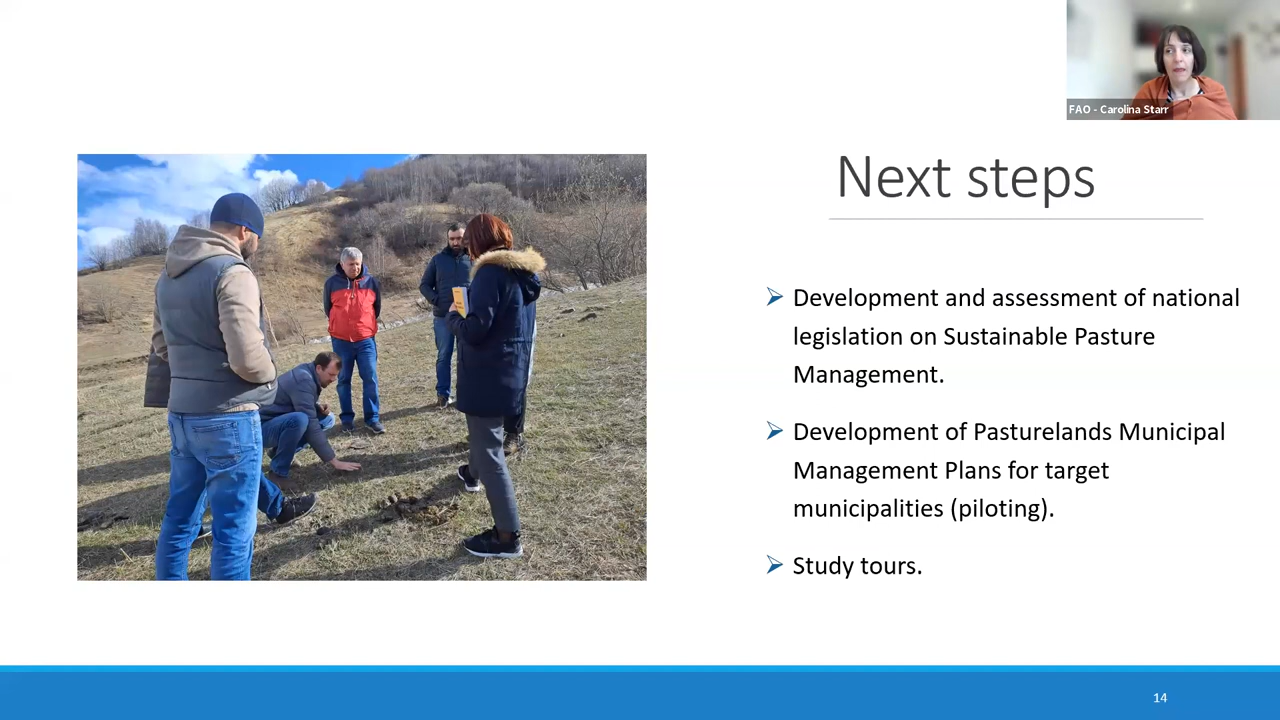 FAO - Carolina Starr
Next steps
Development and assessment of national
legislation on Sustainable Pasture
Management.
Development of Pasturelands Municipal
Management Plans for target
municipalities (piloting).
Study tours.
14